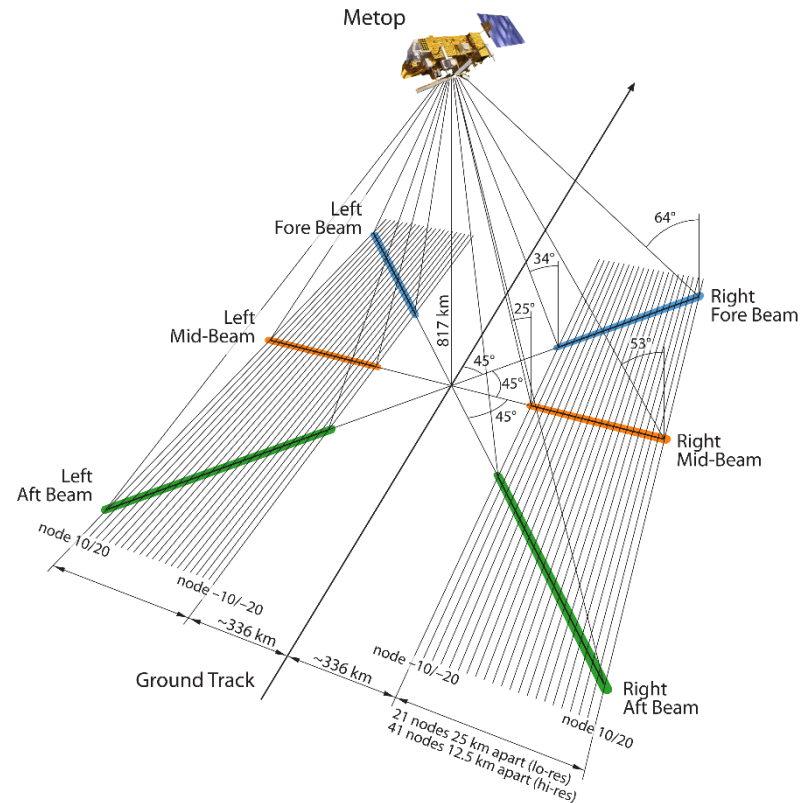 Metop
Left
Fore Beam
64°
34°
Right
Fore Beam
Left
Mid-Beam
817 km
25°
53°
45°
45°
45°
Right
Mid-Beam
Left
Aft Beam
node 10/20
node –10/–20
~336 km
~336 km
node –10/–20
Ground Track
Right
Aft Beam
node 10/20
21 nodes 25 km apart (lo-res)
41 nodes 12.5 km apart (hi-res)